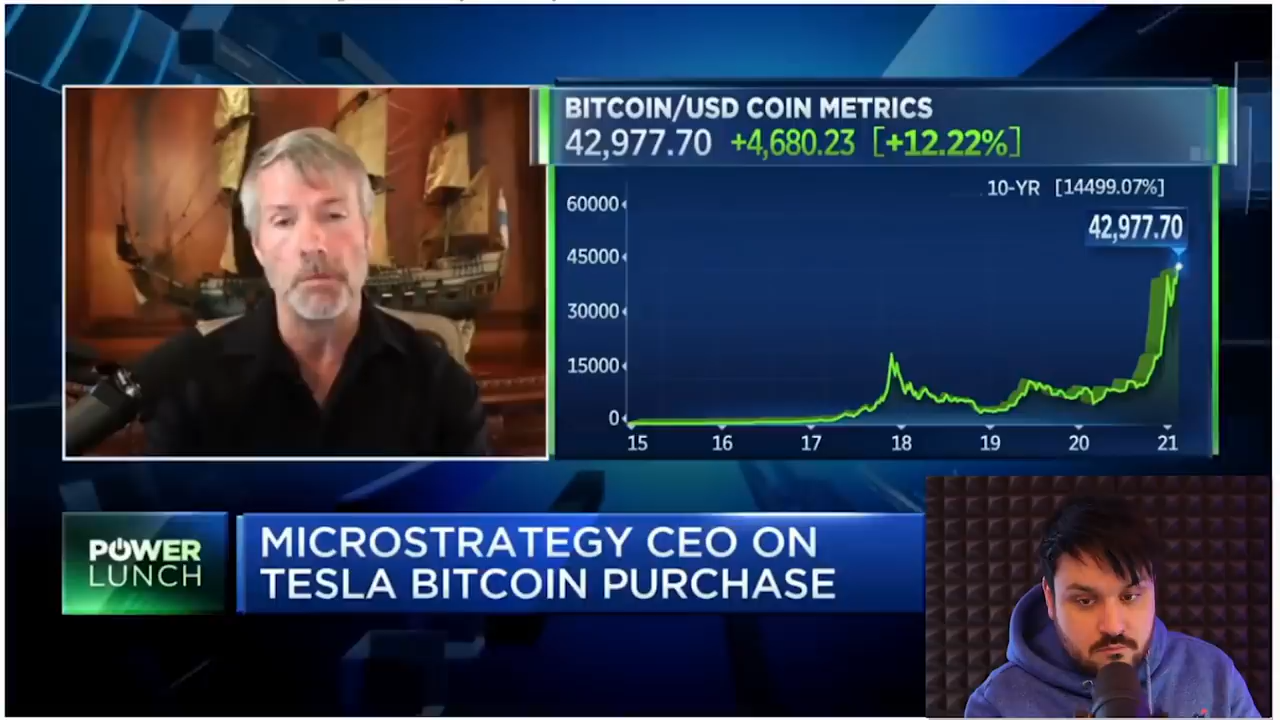 BITCOIN/USD COIN METRICS
42,977.70 +4,680.23 [+12.22%]
10-YR [14499.07%]
42,977.70
60000
45000
30000
15000
0
15 16 17 18 19 20 21
POWER
LUNCH
MICROSTRATEGY CEO ON
TESLA BITCOIN PURCHASE